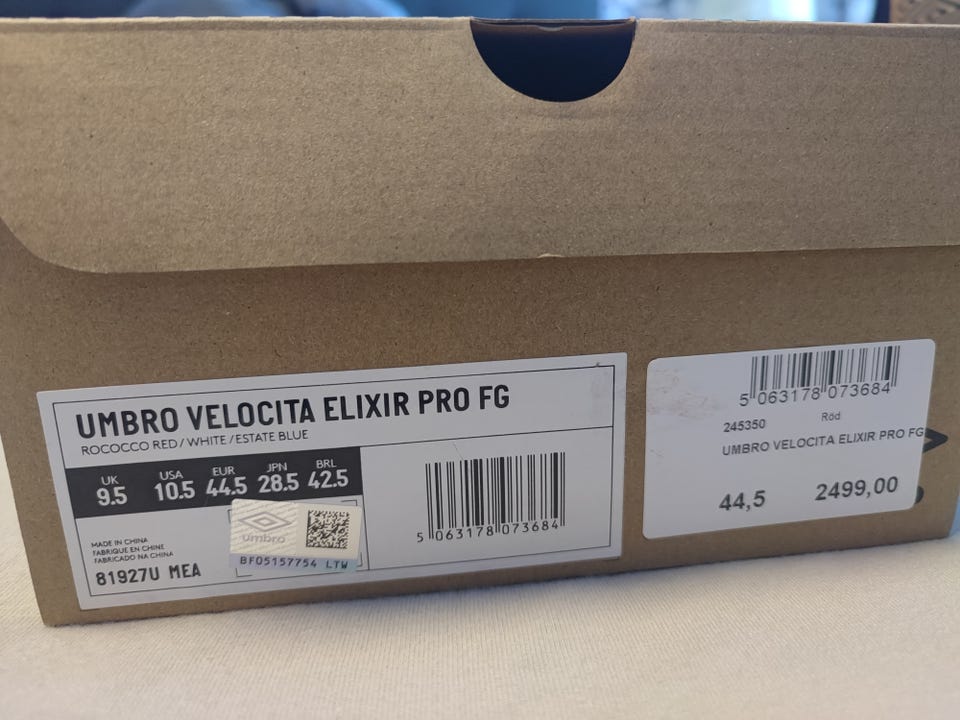 UMBRO VELOCITA ELIXIR PRO FG
ROCOCCO RED / WHITE / ESTATE BLUE
UK USA EUR JPN BRL
9.5 10.5 44.5 28.5 42.5
MADE IN CHINA
FABRIQUE EN CHINE
FABRICADO NA CHINA
81927U MEA
umbro
BF05157754 LTW
5 063178 073684
5 063178 073684
245350 Röd
UMBRO VELOCITA ELIXIR PRO FG
44,5 2499,00